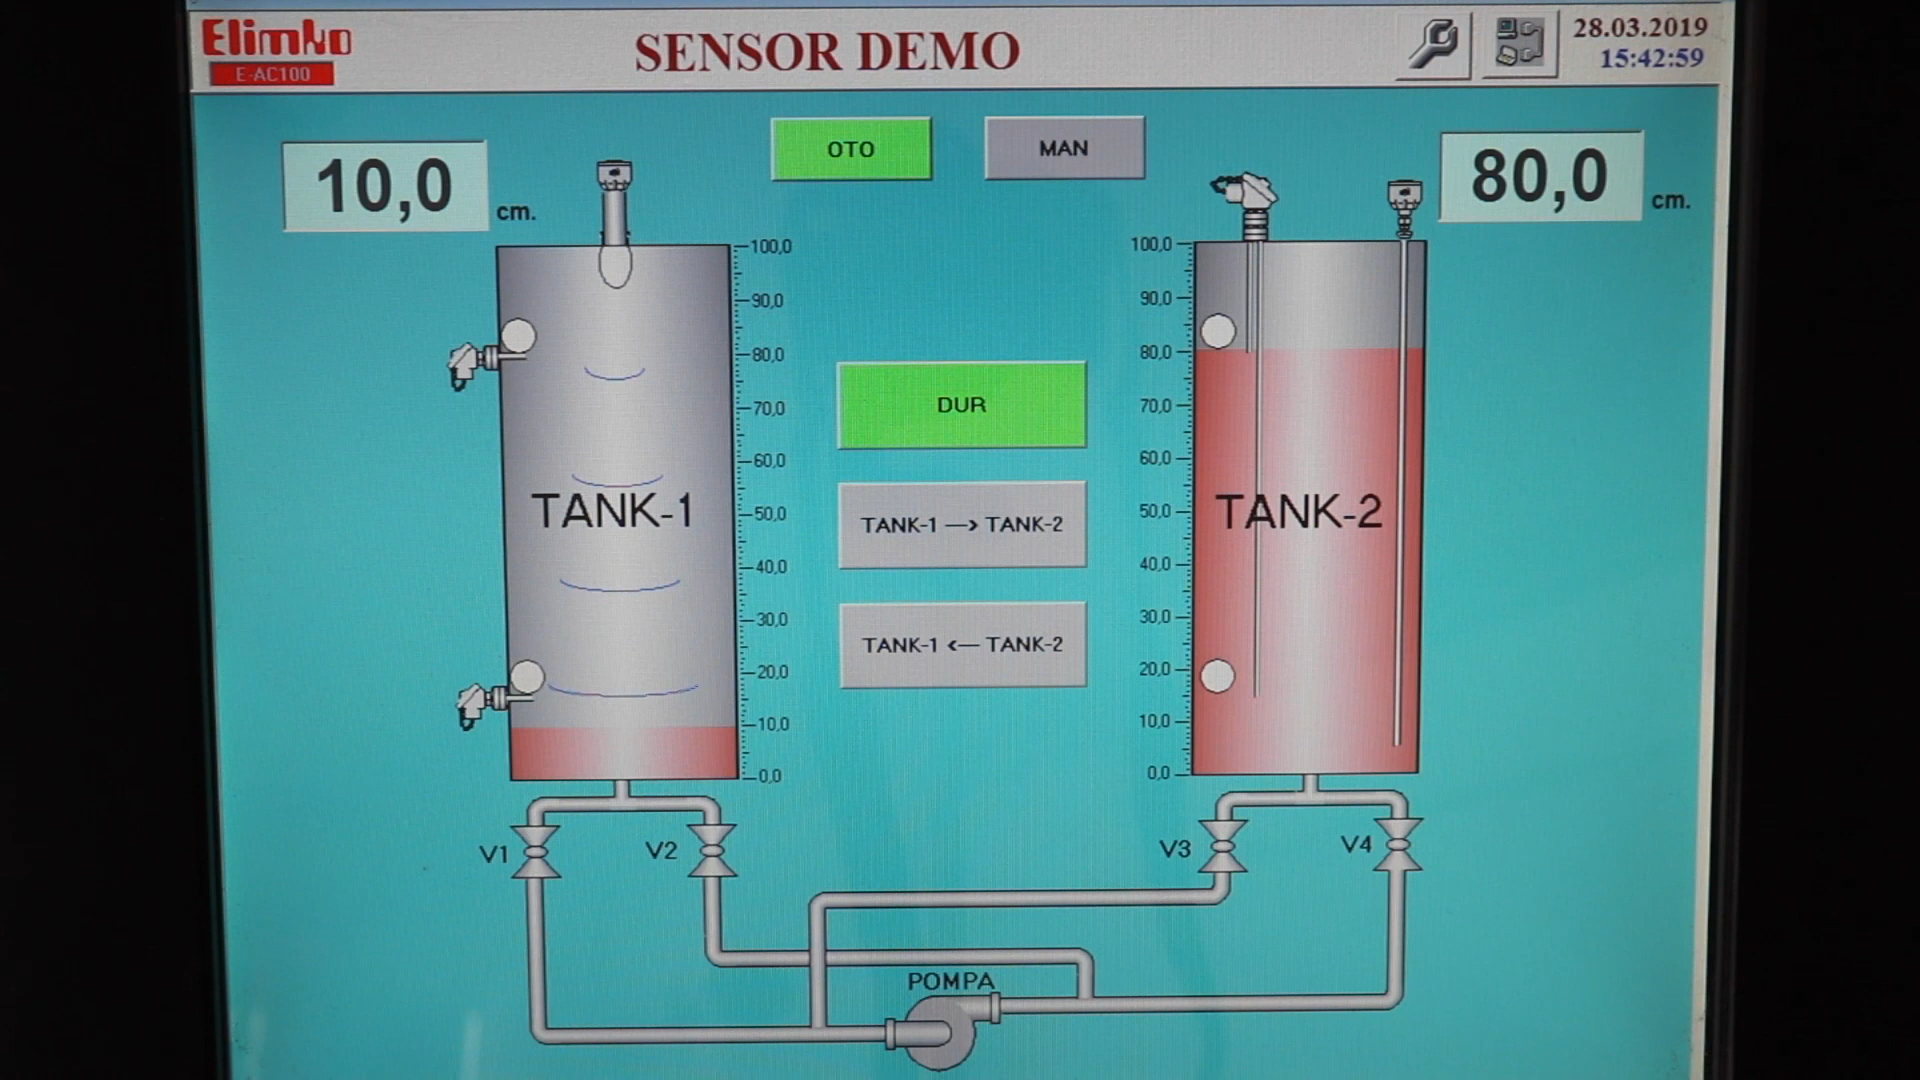 Elimko
E-AC100
SENSOR DEMO
28.03.2019
15:42:59
10,0
cm.
OTO
MAN
80,0
cm.
100,0
90,0
80,0
70,0
60,0
50,0
40,0
30,0
20,0
10,0
0,0
TANK-1
DUR
TANK-1 —> TANK-2
TANK-1 <— TANK-2
100,0
90,0
80,0
70,0
60,0
50,0
40,0
30,0
20,0
10,0
0,0
TANK-2
V1
V2
V3
V4
POMPA